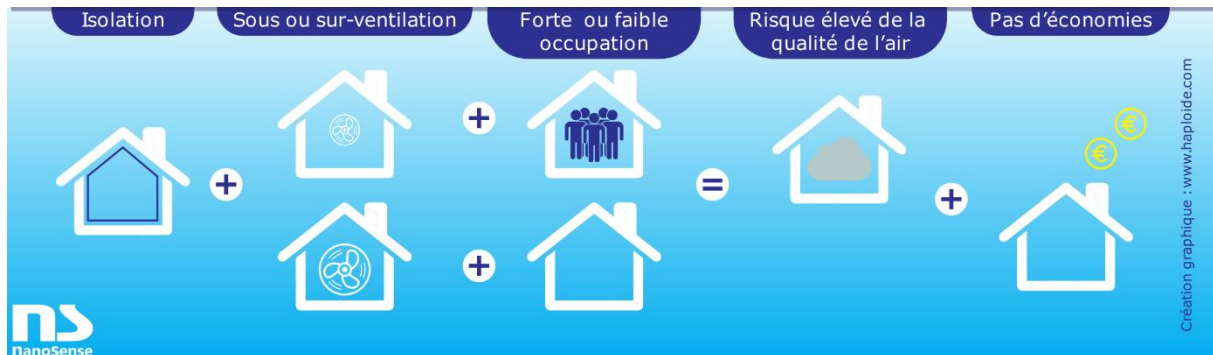 Isolation
Sous ou sur-ventilation
Forte ou faible
occupation
Risque élevé de la
qualité de l’air
Pas d’économies
+
+
=
+
+
€
€
ns
nanoSense
Création graphique : www.haploide.com